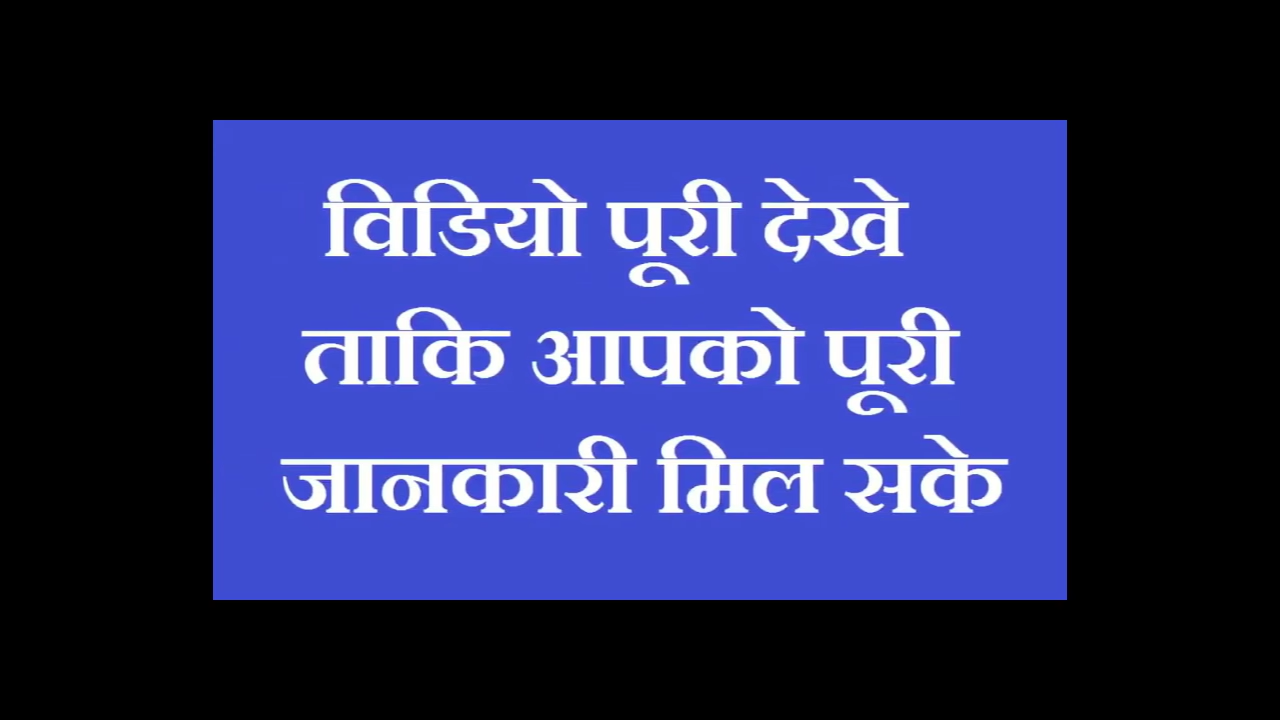 विडियो पूरी देखे
ताकि आपको पूरी
जानकारी मिल सके